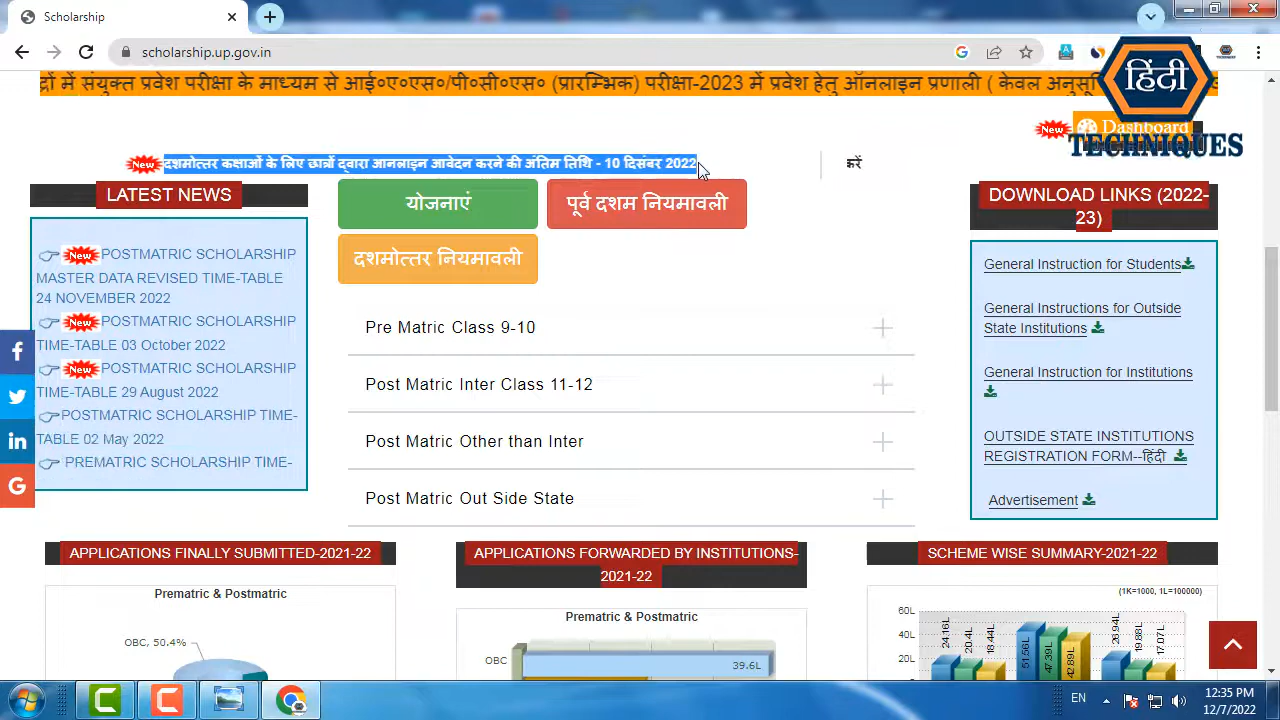 Scholarship
scholarship.up.gov.in
द्रों में संयुक्त प्रवेश परीक्षा के माध्यम से आई०ए०एस०/पी०सी०एस० (प्रारम्भिक) परीक्षा-2023 में प्रवेश हेतु ऑनलाइन प्रणाली ( केवल
हिंदी
TECHNIQUES
New Dashboard
New दशमोत्तर कक्षाओं के लिए छात्रों द्वारा आनलाइन आवेदन करने की अंतिम तिथि - 10 दिसंबर 2022
करें
LATEST NEWS
New POSTMATRIC SCHOLARSHIP
MASTER DATA REVISED TIME-TABLE
24 NOVEMBER 2022
New POSTMATRIC SCHOLARSHIP
TIME-TABLE 03 October 2022
New POSTMATRIC SCHOLARSHIP
TIME-TABLE 29 August 2022
POSTMATRIC SCHOLARSHIP TIME-
TABLE 02 May 2022
PREMATRIC SCHOLARSHIP TIME-
योजनाएं
पूर्व दशम नियमावली
दशमोत्तर नियमावली
Pre Matric Class 9-10
Post Matric Inter Class 11-12
Post Matric Other than Inter
Post Matric Out Side State
DOWNLOAD LINKS (2022-
23)
General Instruction for Students
General Instructions for Outside
State Institutions
General Instruction for Institutions
OUTSIDE STATE INSTITUTIONS
REGISTRATION FORM--हिंदी
Advertisement
APPLICATIONS FINALLY SUBMITTED-2021-22
Prematric & Postmatric
OBC, 50.4%
APPLICATIONS FORWARDED BY INSTITUTIONS-
2021-22
Prematric & Postmatric
OBC
39.6L
SCHEME WISE SUMMARY-2021-22
(1K=1000, 1L=100000)
60L
40L
20L
24.16L
20.4L
18.44L
51.56L
47.39L
42.89L
26.94L
19.86L
17.07L
EN
12:35 PM
12/7/2022